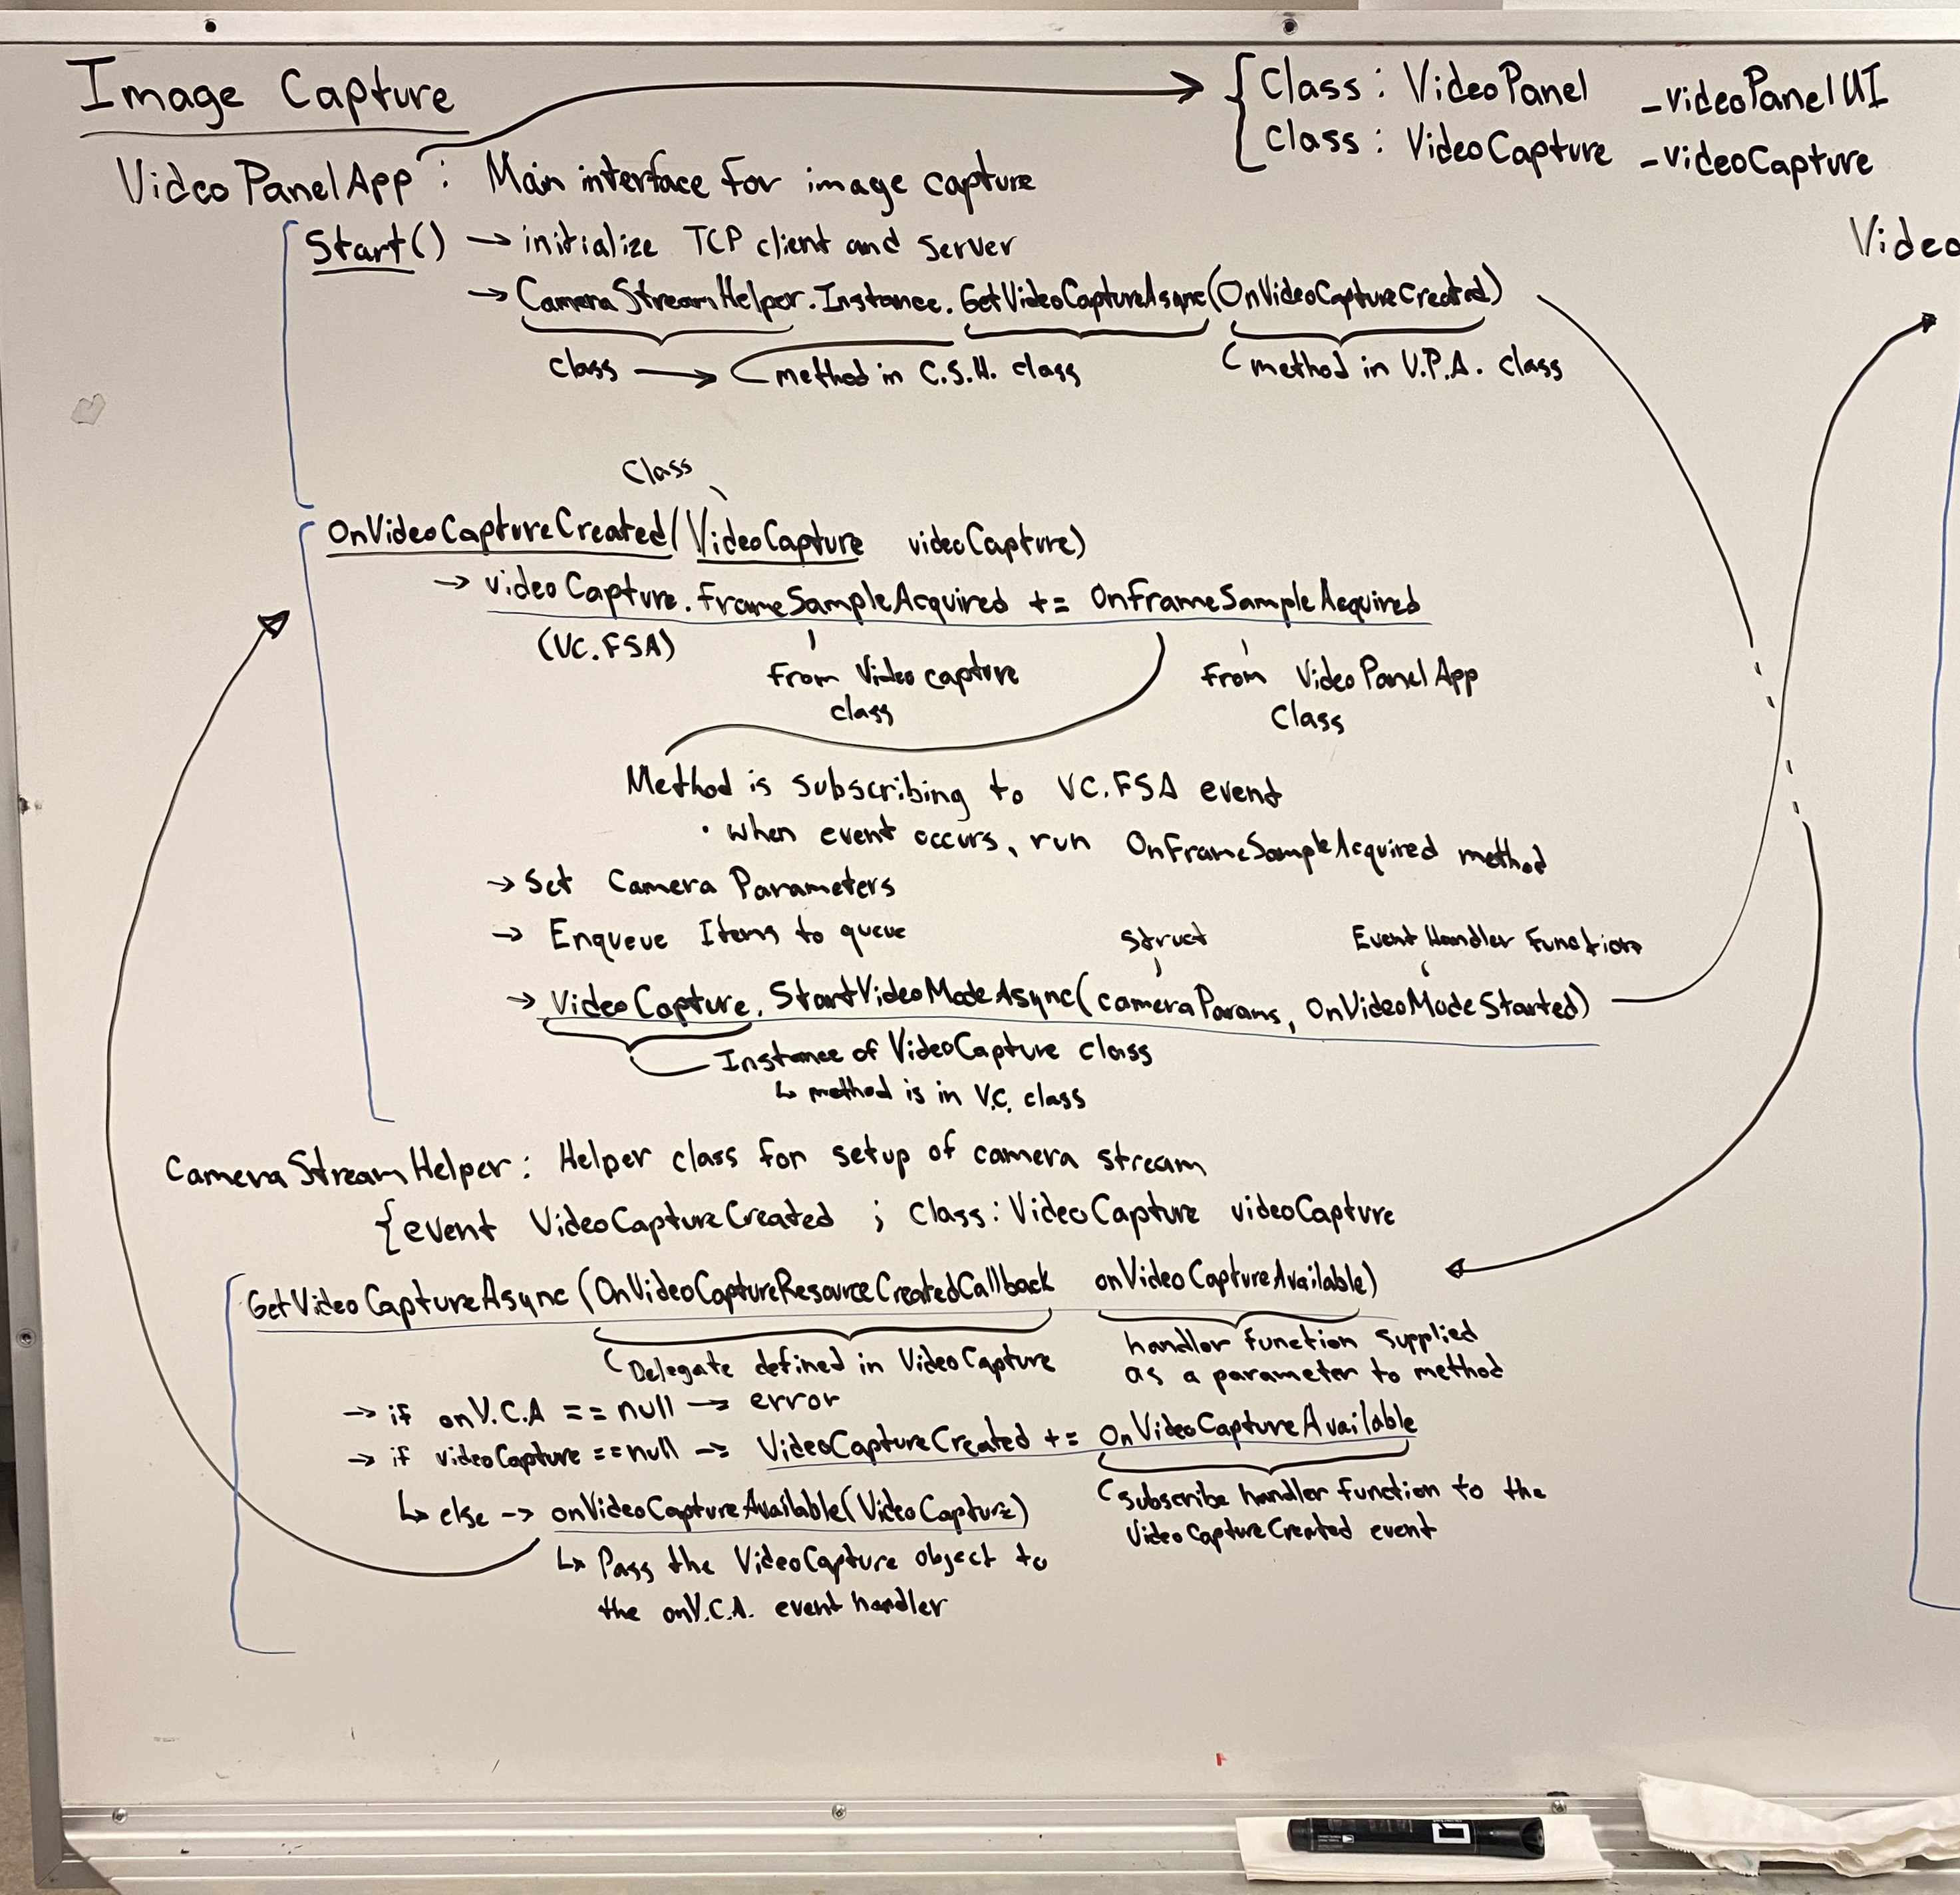 Image Capture
{ Class: VideoPanel _videoPanelUI
Class: VideoCapture _videoCapture
VideoPanelApp: Main interface for image capture
Video
Start() → initialize TCP client and server
→ CameraStreamHelper.Instance.GetVideoCaptureAsync(OnVideoCaptureCreated)
class → method in C.S.H. class
method in V.P.A. class
Class
OnVideoCaptureCreated(VideoCapture videoCapture)
→ videoCapture.FrameSampleAcquired += OnFrameSampleAcquired
(VC.FSA)
From Video capture
class
From VideoPanelApp
Class
Method is subscribing to VC.FSA event
• when event occurs, run OnFrameSampleAcquired method
→ Set Camera Parameters
→ Enqueue Items to queue
struct
Event Handler Function
→ VideoCapture.StartVideoModeAsync(cameraParams, OnVideoModeStarted)
Instance of VideoCapture class
↳ method is in V.C. class
CameraStreamHelper: Helper class for setup of camera stream
{event VideoCaptureCreated ; Class: VideoCapture videoCapture
GetVideoCaptureAsync(OnVideoCaptureResourceCreatedCallback onVideoCaptureAvailable)
Delegate defined in VideoCapture
handler function supplied
as a parameter to method
→ if onV.C.A == null → error
→ if videoCapture == null → VideoCaptureCreated += OnVideoCaptureAvailable
subscribe handler function to the
VideoCaptureCreated event
↳ else → onVideoCaptureAvailable(VideoCapture)
↳ Pass the VideoCapture object to
the onV.C.A. event handler